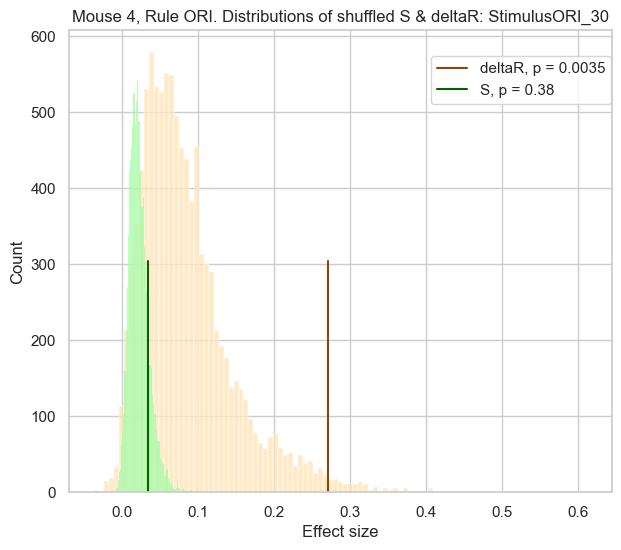 Mouse 4, Rule ORI. Distributions of shuffled S & deltaR: StimulusORI_30
deltaR, p = 0.0035
S, p = 0.38
Count
600
500
400
300
200
100
0
0.0 0.1 0.2 0.3 0.4 0.5 0.6
Effect size